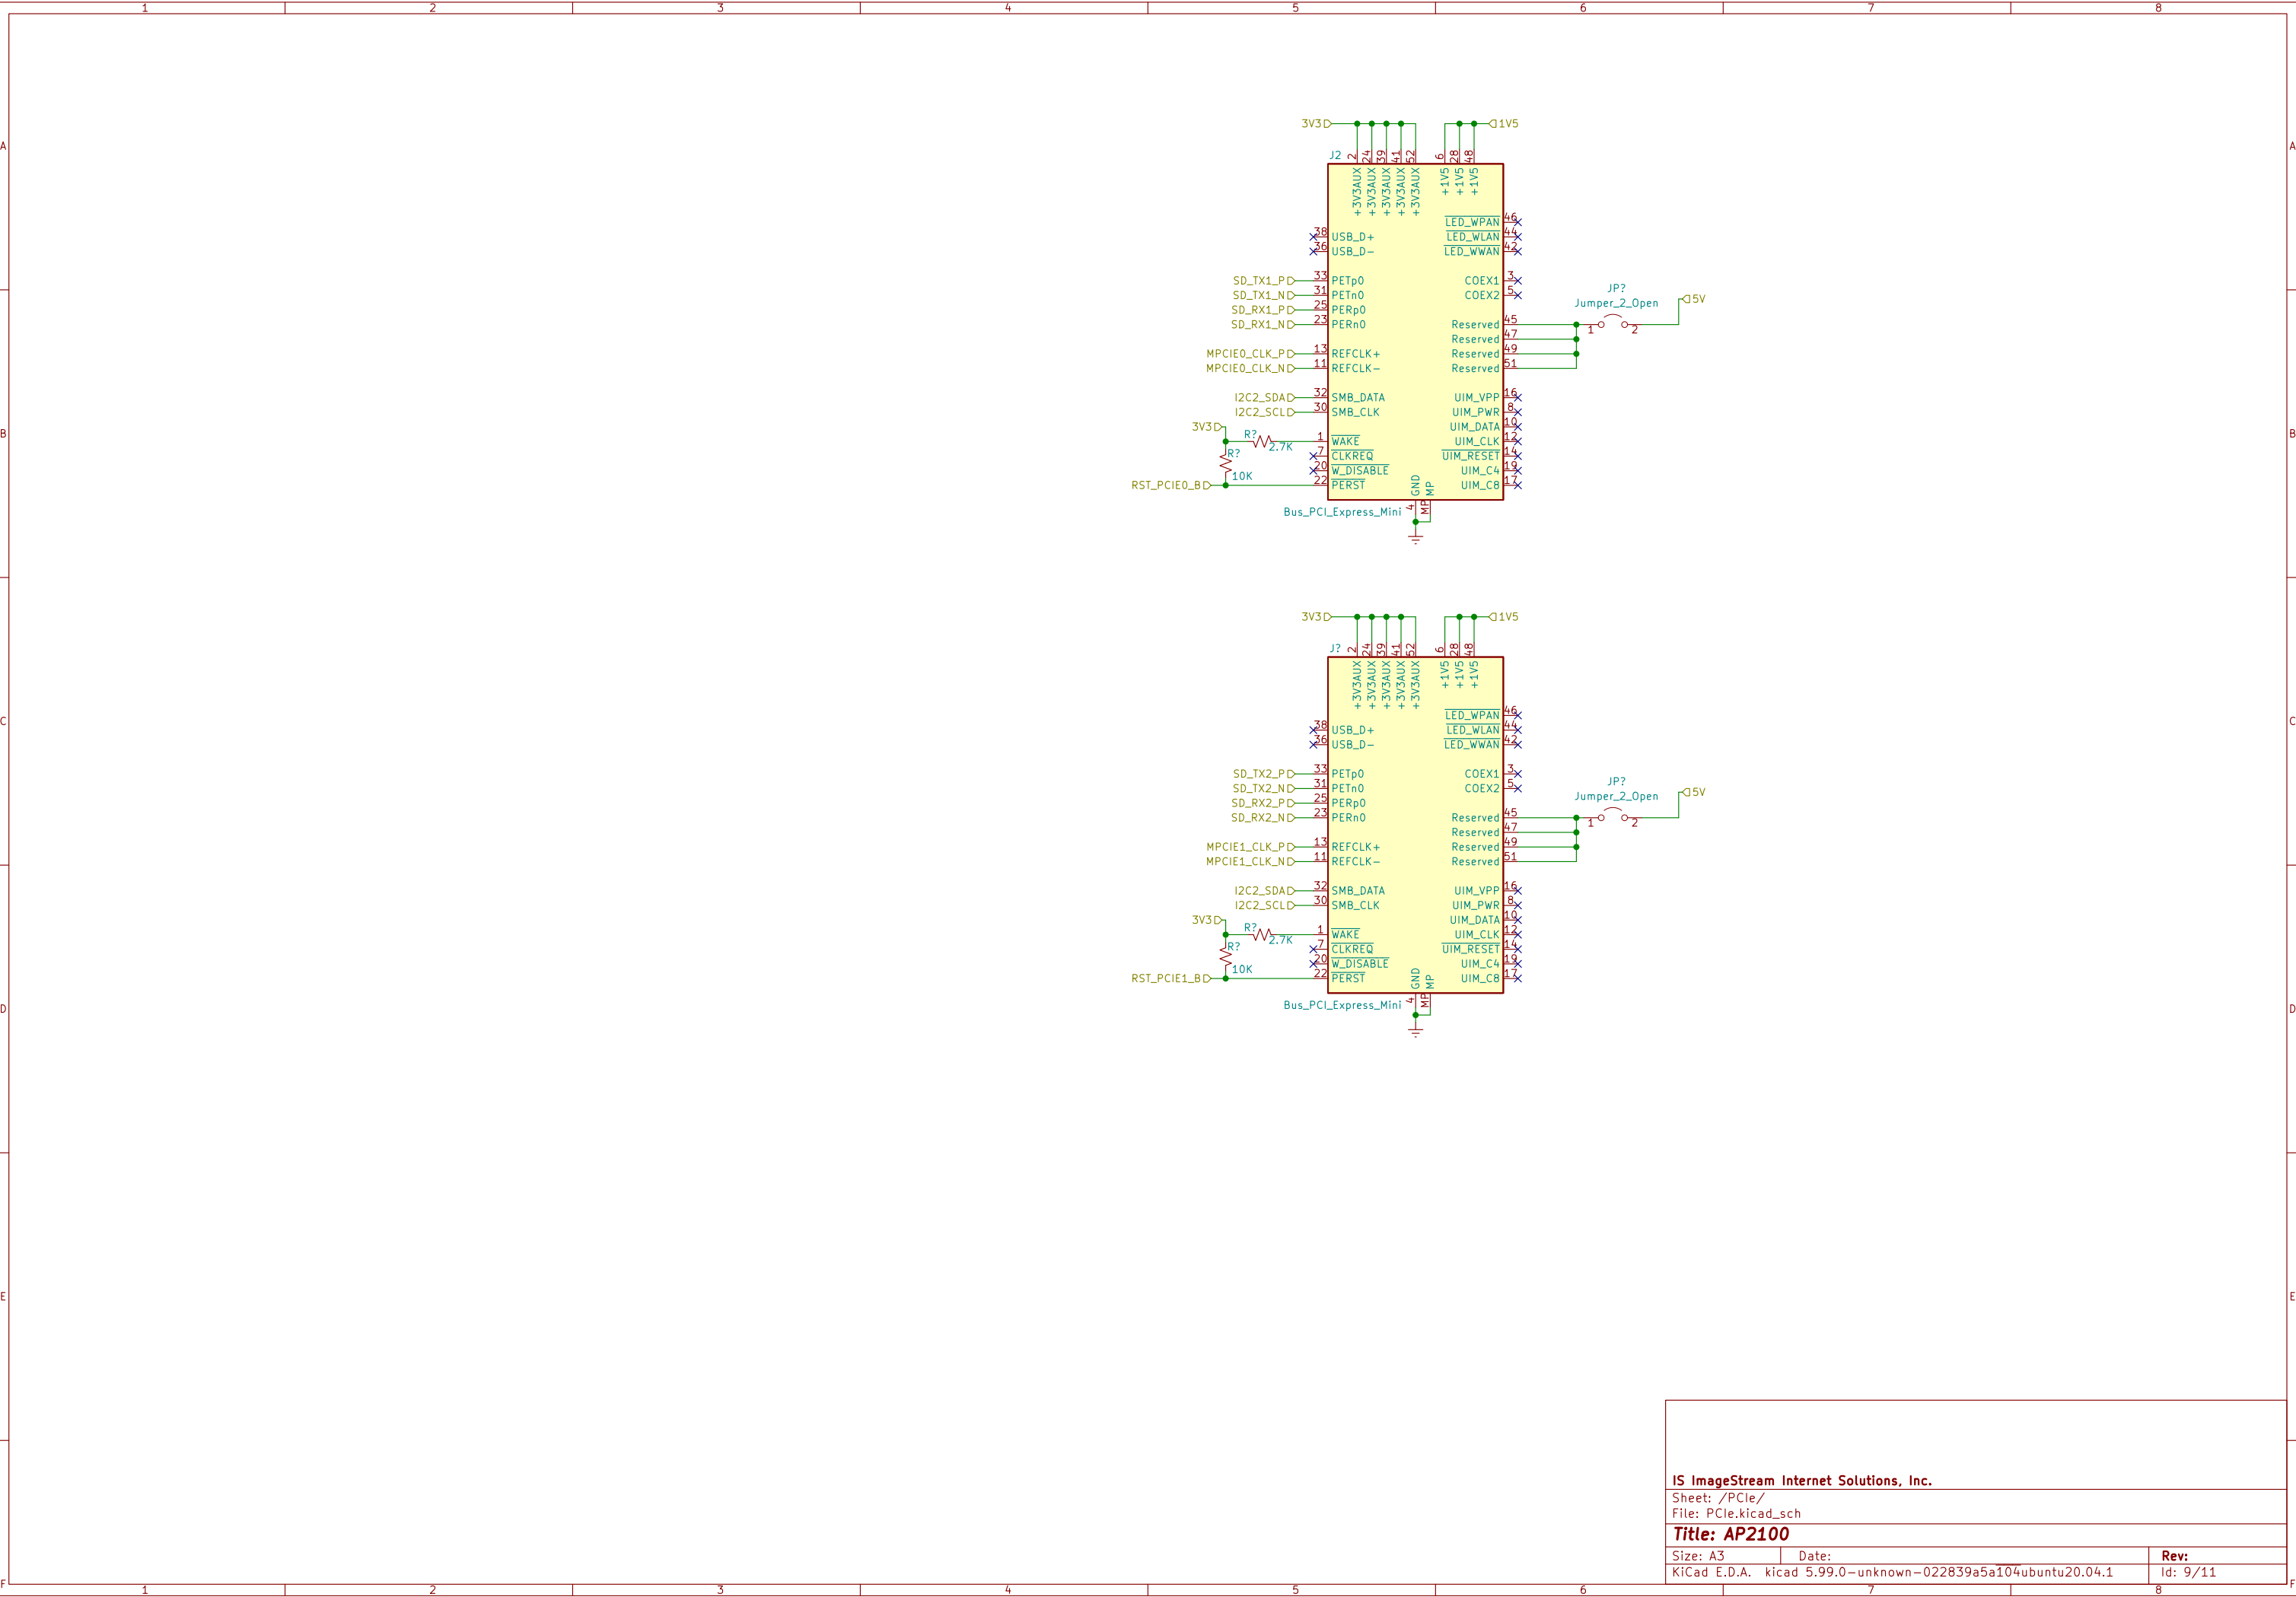 1 2 3 4 5 6 7 8
A A
B B
C C
D D
E E
F F
3V3 1V5
J2 2 24 39 41 52 6 28 48
+3V3AUX +3V3AUX +3V3AUX +3V3AUX +3V3AUX +1V5 +1V5 +1V5
LED_WPAN 46
38 USB_D+ LED_WLAN 44
36 USB_D- LED_WWAN 42
SD_TX1_P 33 PETp0 COEX1 3
SD_TX1_N 31 PETn0 COEX2 5
SD_RX1_P 25 PERp0
SD_RX1_N 23 PERn0 Reserved 45
JP?
Jumper_2_Open
1 2
5V
Reserved 47
MPCIE0_CLK_P 13 REFCLK+ Reserved 49
MPCIE0_CLK_N 11 REFCLK- Reserved 51
I2C2_SDA 32 SMB_DATA UIM_VPP 16
I2C2_SCL 30 SMB_CLK UIM_PWR 8
3V3 UIM_DATA 10
R? 2.7K 1 WAKE UIM_CLK 12
R? 7 CLKREQ UIM_RESET 14
10K 20 W_DISABLE UIM_C4 19
RST_PCIE0_B 22 PERST UIM_C8 17
GND MP
4 MP
Bus_PCI_Express_Mini
3V3 1V5
J? 2 24 39 41 52 6 28 48
+3V3AUX +3V3AUX +3V3AUX +3V3AUX +3V3AUX +1V5 +1V5 +1V5
LED_WPAN 46
38 USB_D+ LED_WLAN 44
36 USB_D- LED_WWAN 42
SD_TX2_P 33 PETp0 COEX1 3
SD_TX2_N 31 PETn0 COEX2 5
SD_RX2_P 25 PERp0
SD_RX2_N 23 PERn0 Reserved 45
JP?
Jumper_2_Open
1 2
5V
Reserved 47
MPCIE1_CLK_P 13 REFCLK+ Reserved 49
MPCIE1_CLK_N 11 REFCLK- Reserved 51
I2C2_SDA 32 SMB_DATA UIM_VPP 16
I2C2_SCL 30 SMB_CLK UIM_PWR 8
3V3 UIM_DATA 10
R? 2.7K 1 WAKE UIM_CLK 12
R? 7 CLKREQ UIM_RESET 14
10K 20 W_DISABLE UIM_C4 19
RST_PCIE1_B 22 PERST UIM_C8 17
GND MP
4 MP
Bus_PCI_Express_Mini
IS ImageStream Internet Solutions, Inc.
Sheet: /PCIe/
File: PCIe.kicad_sch
Title: AP2100
Size: A3 Date: Rev:
KiCad E.D.A. kicad 5.99.0-unknown-022839a5a104ubuntu20.04.1 Id: 9/11
1 2 3 4 5 6 7 8